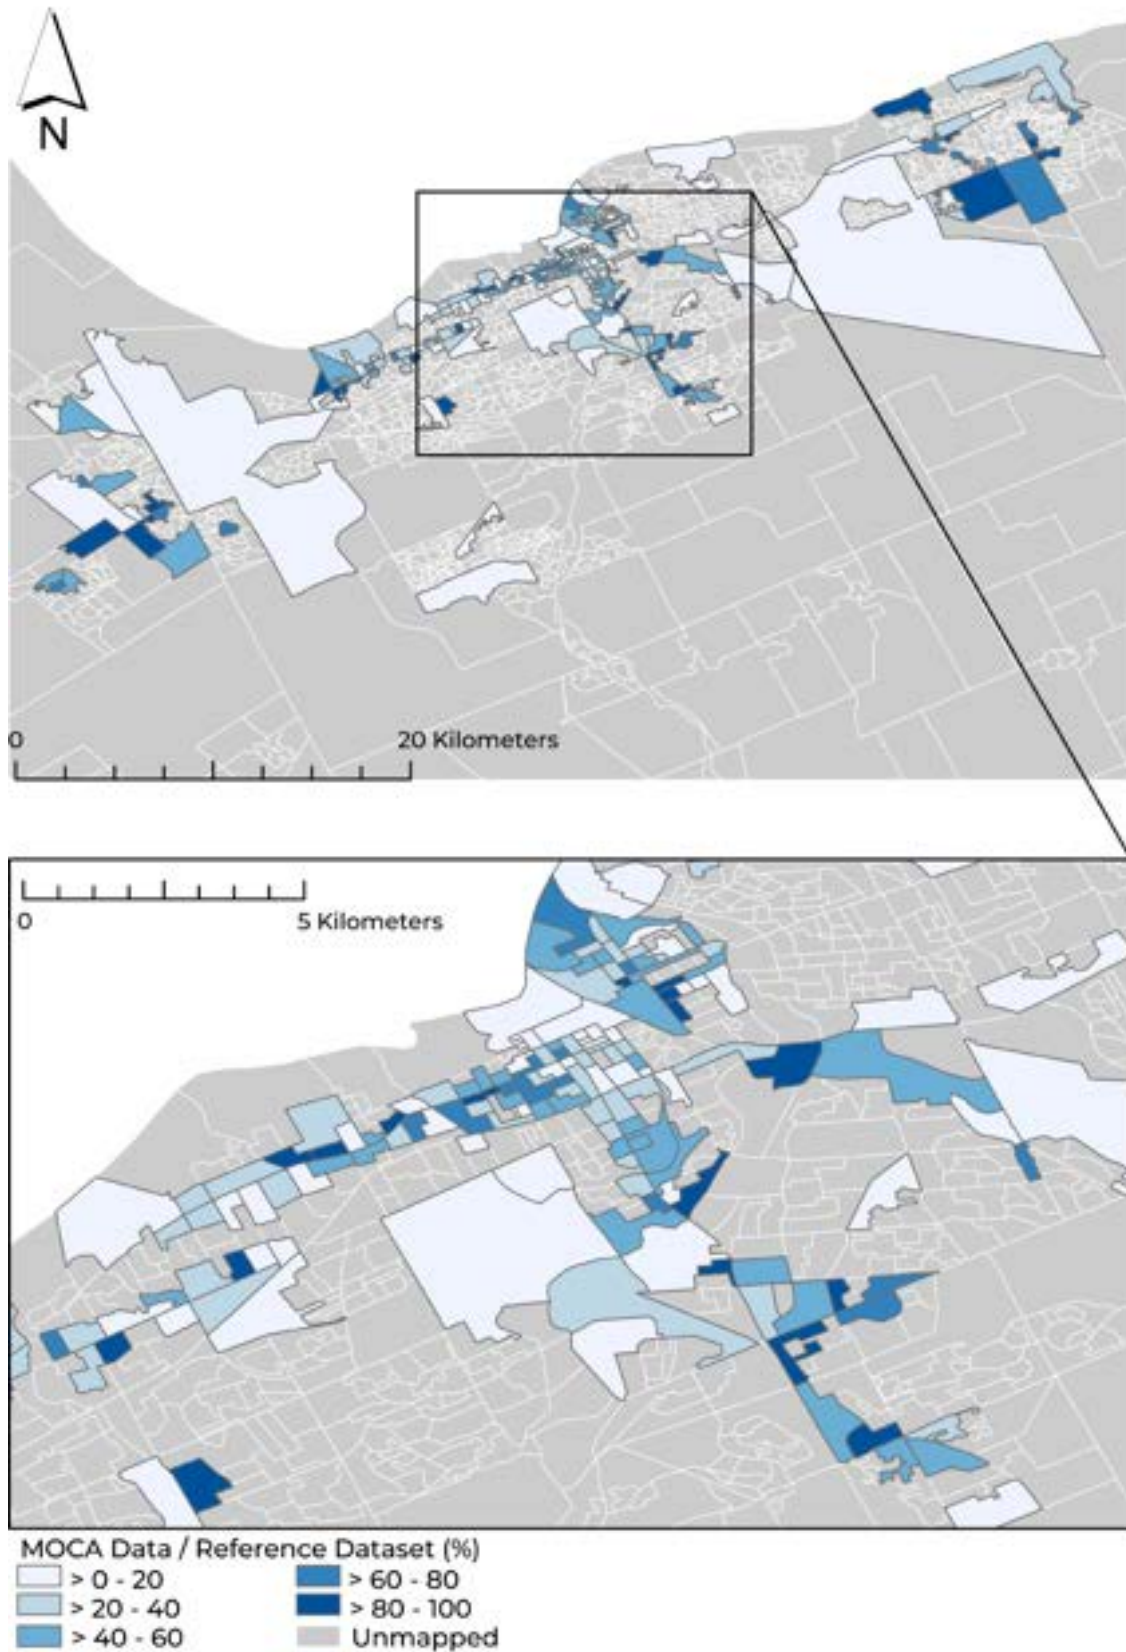 N
0 20 Kilometers
0 5 Kilometers
MOCA Data / Reference Dataset (%)
> 0 - 20 > 60 - 80
> 20 - 40 > 80 - 100
> 40 - 60 Unmapped